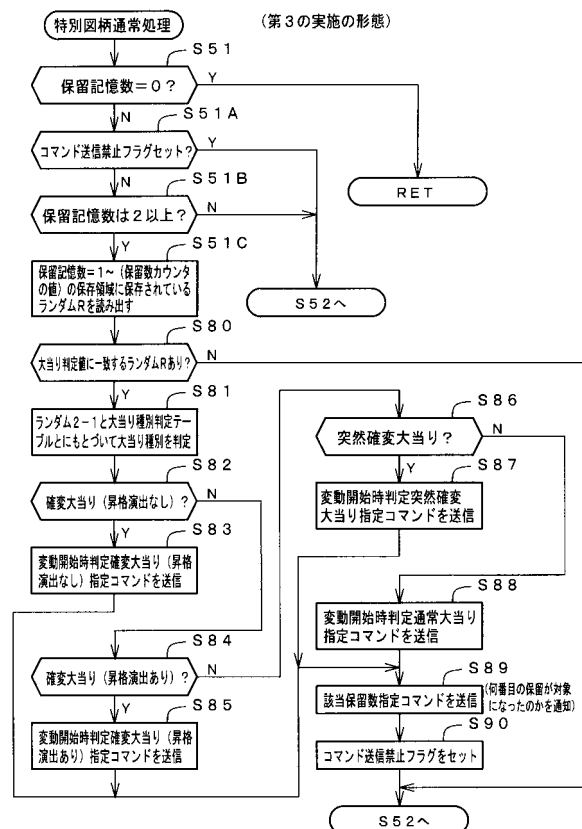 特別図柄通常処理
(第3の実施の形態)
S51
保留記憶数=0?
Y
N
S51A
コマンド送信禁止フラグセット?
Y
N
RET
S51B
保留記憶数は2以上?
N
Y
S51C
保留記憶数=1~(保留数カウンタ
の値)の保存領域に保存されている
ランダムRを読み出す
S52へ
S80
大当り判定値に一致するランダムRあり?
N
Y
S81
ランダム2-1と大当り種別判定テー
ブルとにもとづいて大当り種別を判定
S82
確変大当り(昇格演出なし)?
N
Y
S83
変動開始時判定確変大当り(昇格
演出なし)指定コマンドを送信
S84
確変大当り(昇格演出あり)?
N
Y
S85
変動開始時判定確変大当り(昇格
演出あり)指定コマンドを送信
S86
突然確変大当り?
N
Y
S87
変動開始時判定突然確変
大当り指定コマンドを送信
S88
変動開始時判定通常大当り
指定コマンドを送信
S89
該当保留数指定コマンドを送信
(何番目の保留が対象
になったのかを通知)
S90
コマンド送信禁止フラグをセット
S52へ